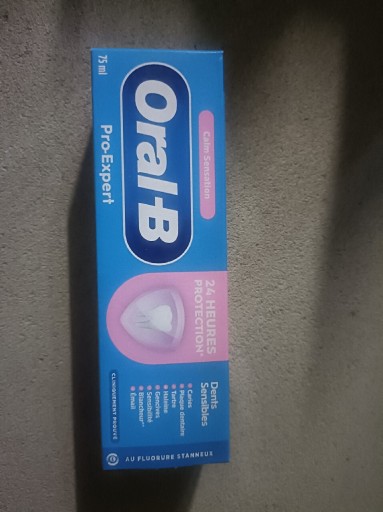 Calm Sensation
Oral-B
Pro-Expert
75 ml
24 HEURES
PROTECTION*
Dents
Sensibles
Caries
Plaque dentaire
Tartre
Haleine
Gencives
Sensibilité
Blancheur**
Émail
CLINIQUEMENT PROUVÉ
AU FLUORURE STANNEUX